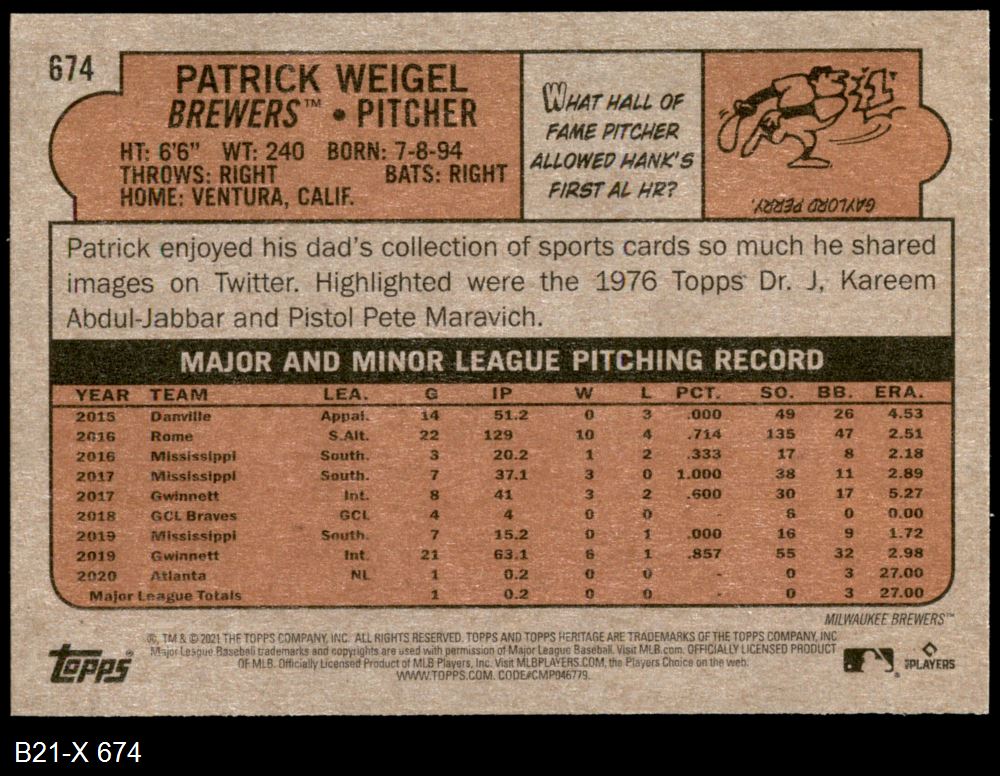 674
PATRICK WEIGEL
BREWERS™ • PITCHER
HT: 6'6" WT: 240 BORN: 7-8-94
THROWS: RIGHT BATS: RIGHT
HOME: VENTURA, CALIF.
WHAT HALL OF
FAME PITCHER
ALLOWED HANK'S
FIRST AL HR?
GAYLORD PERRY.
Patrick enjoyed his dad's collection of sports cards so much he shared
images on Twitter. Highlighted were the 1976 Topps Dr. J, Kareem
Abdul-Jabbar and Pistol Pete Maravich.
MAJOR AND MINOR LEAGUE PITCHING RECORD
YEAR TEAM LEA. G IP W L PCT. SO. BB. ERA.
2015 Danville Appal. 14 51.2 0 3 .000 49 26 4.53
2016 Rome S.Atl. 22 129 10 4 .714 135 47 2.51
2016 Mississippi South. 3 20.2 1 2 .333 17 8 2.18
2017 Mississippi South. 7 37.1 3 0 1.000 38 11 2.89
2017 Gwinnett Int. 8 41 3 2 .600 30 17 5.27
2018 GCL Braves GCL 4 4 0 0 - 6 0 0.00
2019 Mississippi South. 7 15.2 0 1 .000 16 9 1.72
2019 Gwinnett Int. 21 63.1 6 1 .857 55 32 2.98
2020 Atlanta NL 1 0.2 0 0 - 0 3 27.00
Major League Totals 1 0.2 0 0 - 0 3 27.00
MILWAUKEE BREWERS™
®, TM & © 2021 THE TOPPS COMPANY, INC. ALL RIGHTS RESERVED. TOPPS AND TOPPS HERITAGE ARE TRADEMARKS OF THE TOPPS COMPANY, INC
Major League Baseball trademarks and copyrights are used with permission of Major League Baseball. Visit MLB.com. OFFICIALLY LICENSED PRODUCT
OF MLB. Officially Licensed Product of MLB Players, Inc. Visit MLBPLAYERS.COM, the Players Choice on the web.
WWW.TOPPS.COM. CODE#CMP046779.
Topps®
MLBPLAYERS
B21-X 674